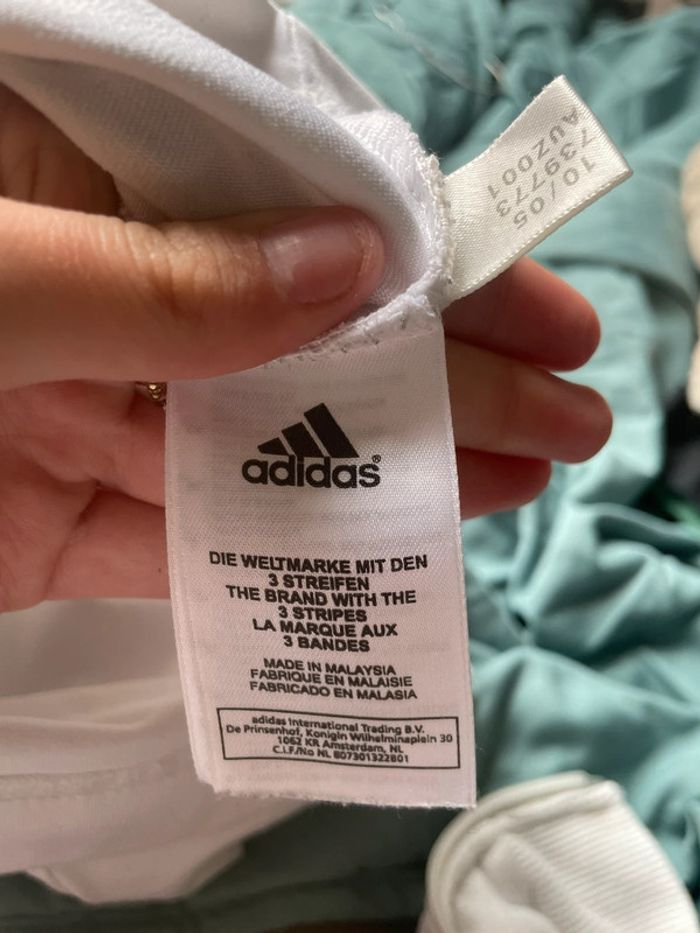 10/05
739773
AUZ001
adidas®
DIE WELTMARKE MIT DEN
3 STREIFEN
THE BRAND WITH THE
3 STRIPES
LA MARQUE AUX
3 BANDES
MADE IN MALAYSIA
FABRIQUE EN MALAISIE
FABRICADO EN MALASIA
adidas International Trading B.V.
De Prinsenhof, Konigin Wilhelminaplein 30
1062 KR Amsterdam, NL
C.I.F/No NL 807301322B01